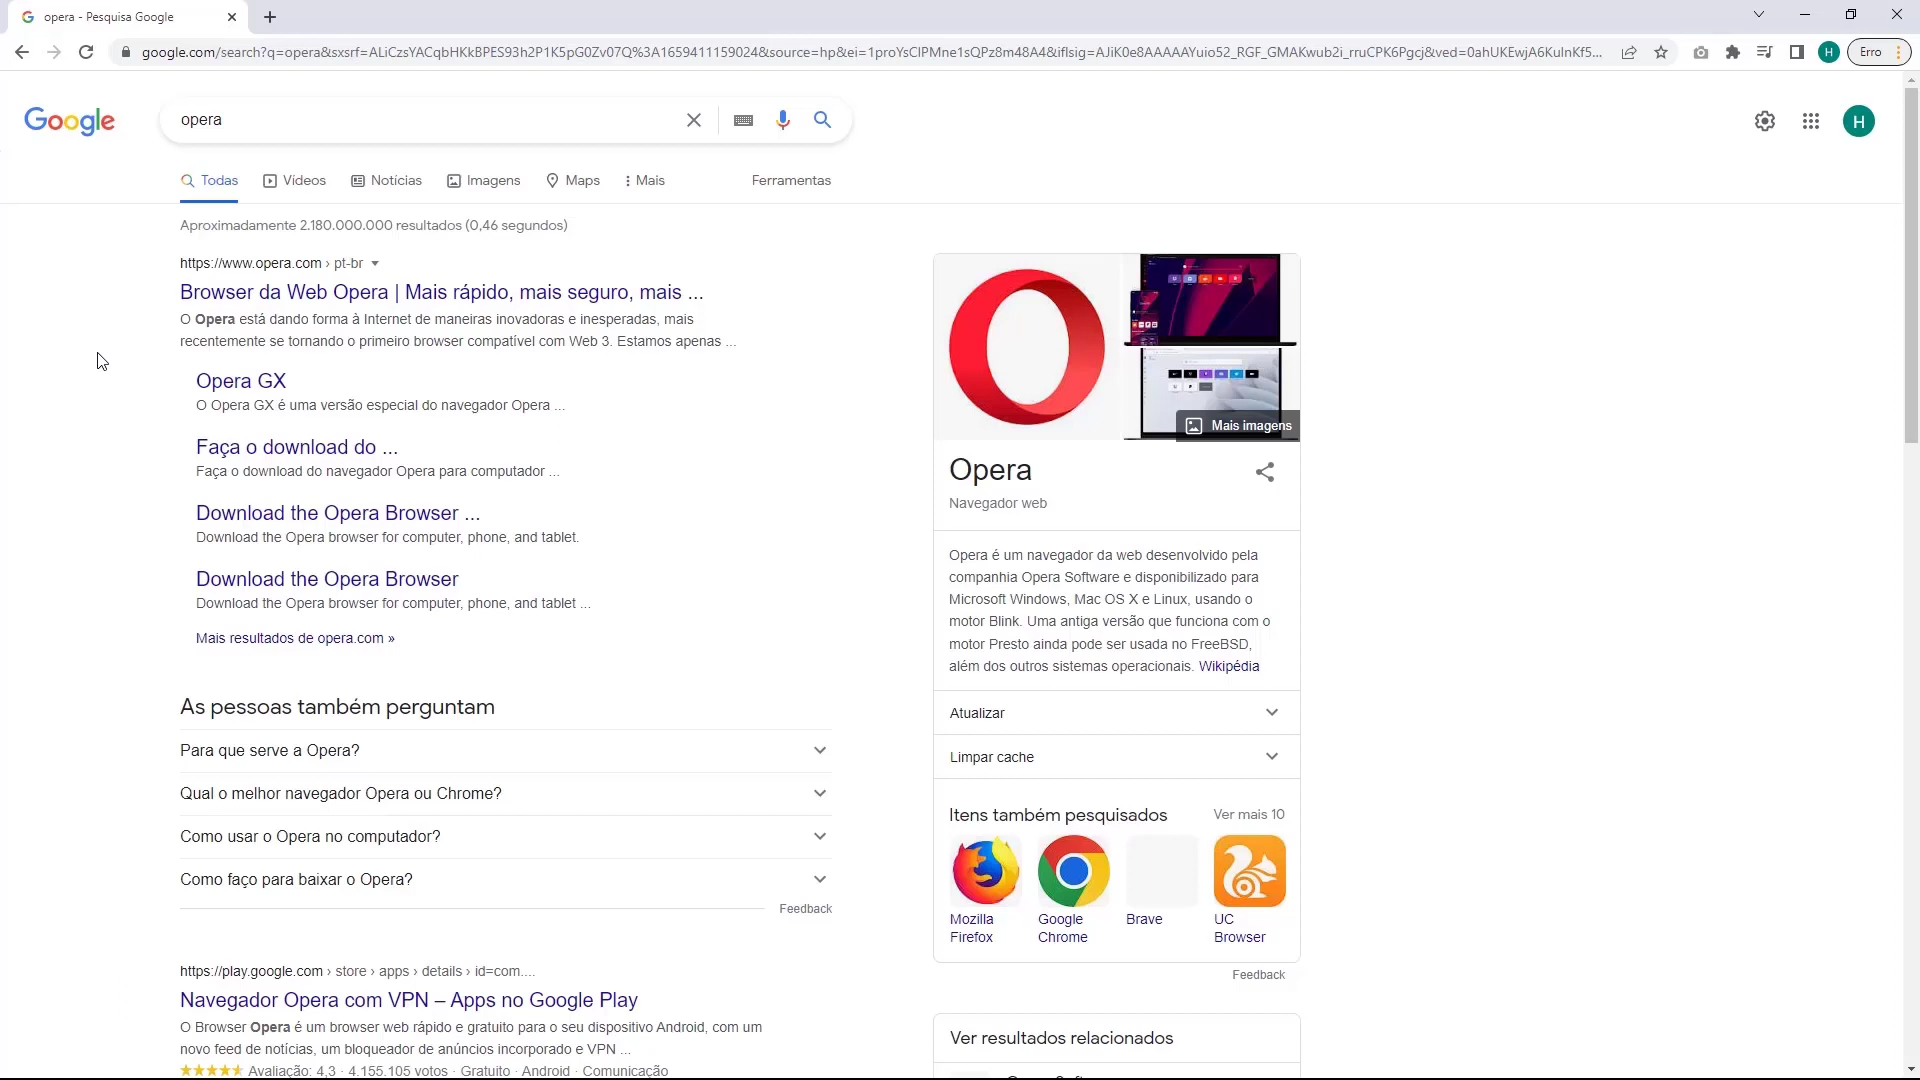 opera - Pesquisa Google
google.com/search?q=opera&sxsrf=ALiCzsYACqbHKkBPES93h2P1K5pG0Zv07Q%3A1659411159024&source=hp&ei=1proYsClPMne1sQPz8m48A4&iflsig=AJiK0e8AAAAAYuio52_RGF_GMAKwub2i_rruCPK6Pgcj&ved=0ahUKEwjA6KulnKf5...
H
Erro
Google
opera
H
Todas
Vídeos
Notícias
Imagens
Maps
Mais
Ferramentas
Aproximadamente 2.180.000.000 resultados (0,46 segundos)
https://www.opera.com › pt-br
Browser da Web Opera | Mais rápido, mais seguro, mais ...
O Opera está dando forma à Internet de maneiras inovadoras e inesperadas, mais
recentemente se tornando o primeiro browser compatível com Web 3. Estamos apenas ...
Opera GX
O Opera GX é uma versão especial do navegador Opera ...
Faça o download do ...
Faça o download do navegador Opera para computador ...
Download the Opera Browser ...
Download the Opera browser for computer, phone, and tablet.
Download the Opera Browser
Download the Opera browser for computer, phone, and tablet ...
Mais resultados de opera.com »
As pessoas também perguntam
Para que serve a Opera?
Qual o melhor navegador Opera ou Chrome?
Como usar o Opera no computador?
Como faço para baixar o Opera?
Feedback
https://play.google.com › store › apps › details › id=com....
Navegador Opera com VPN – Apps no Google Play
O Browser Opera é um browser web rápido e gratuito para o seu dispositivo Android, com um
novo feed de notícias, um bloqueador de anúncios incorporado e VPN ...
Avaliação: 4,3 · 4.155.105 votos · Gratuito · Android · Comunicação
Mais imagens
Opera
Navegador web
Opera é um navegador da web desenvolvido pela
companhia Opera Software e disponibilizado para
Microsoft Windows, Mac OS X e Linux, usando o
motor Blink. Uma antiga versão que funciona com o
motor Presto ainda pode ser usada no FreeBSD,
além dos outros sistemas operacionais. Wikipédia
Atualizar
Limpar cache
Itens também pesquisados
Ver mais 10
Mozilla
Firefox
Google
Chrome
Brave
UC
Browser
Feedback
Ver resultados relacionados